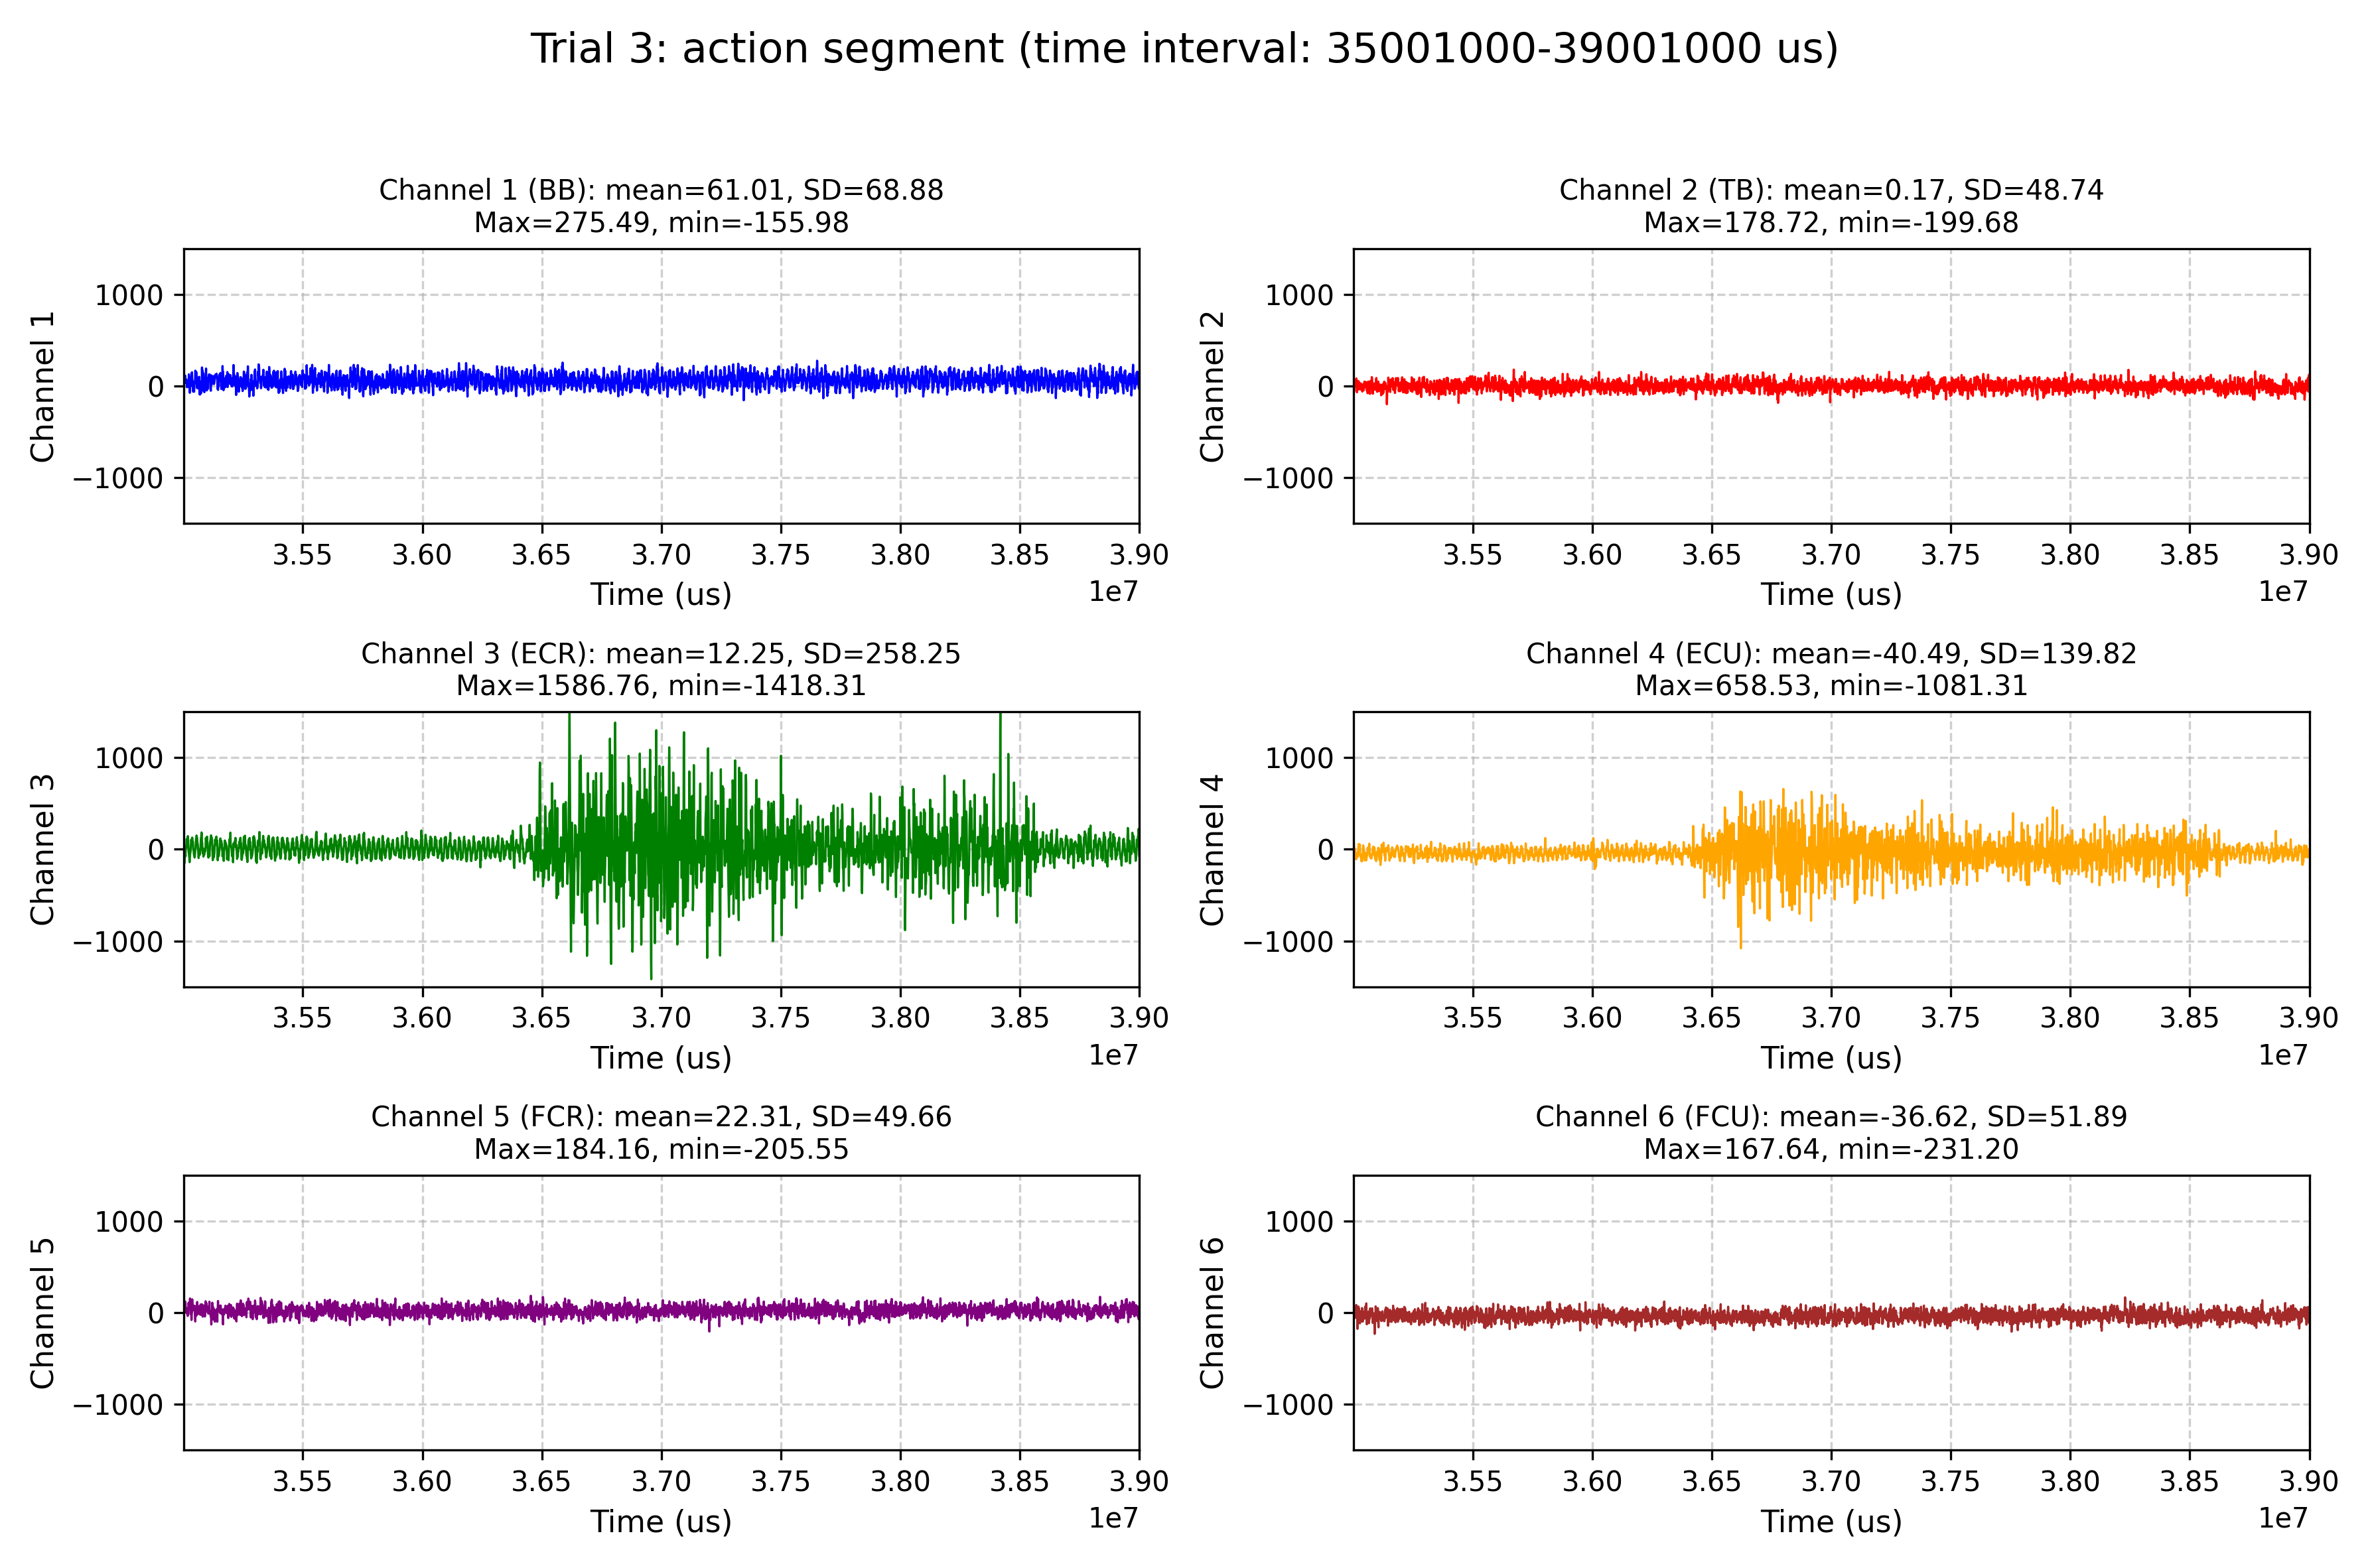 Trial 3: action segment (time interval: 35001000-39001000 us)
Channel 1 (BB): mean=61.01, SD=68.88
Max=275.49, min=-155.98
Channel 1
1000
0
−1000
3.55 3.60 3.65 3.70 3.75 3.80 3.85 3.90
Time (us)
1e7
Channel 2 (TB): mean=0.17, SD=48.74
Max=178.72, min=-199.68
Channel 2
1000
0
−1000
3.55 3.60 3.65 3.70 3.75 3.80 3.85 3.90
Time (us)
1e7
Channel 3 (ECR): mean=12.25, SD=258.25
Max=1586.76, min=-1418.31
Channel 3
1000
0
−1000
3.55 3.60 3.65 3.70 3.75 3.80 3.85 3.90
Time (us)
1e7
Channel 4 (ECU): mean=-40.49, SD=139.82
Max=658.53, min=-1081.31
Channel 4
1000
0
−1000
3.55 3.60 3.65 3.70 3.75 3.80 3.85 3.90
Time (us)
1e7
Channel 5 (FCR): mean=22.31, SD=49.66
Max=184.16, min=-205.55
Channel 5
1000
0
−1000
3.55 3.60 3.65 3.70 3.75 3.80 3.85 3.90
Time (us)
1e7
Channel 6 (FCU): mean=-36.62, SD=51.89
Max=167.64, min=-231.20
Channel 6
1000
0
−1000
3.55 3.60 3.65 3.70 3.75 3.80 3.85 3.90
Time (us)
1e7